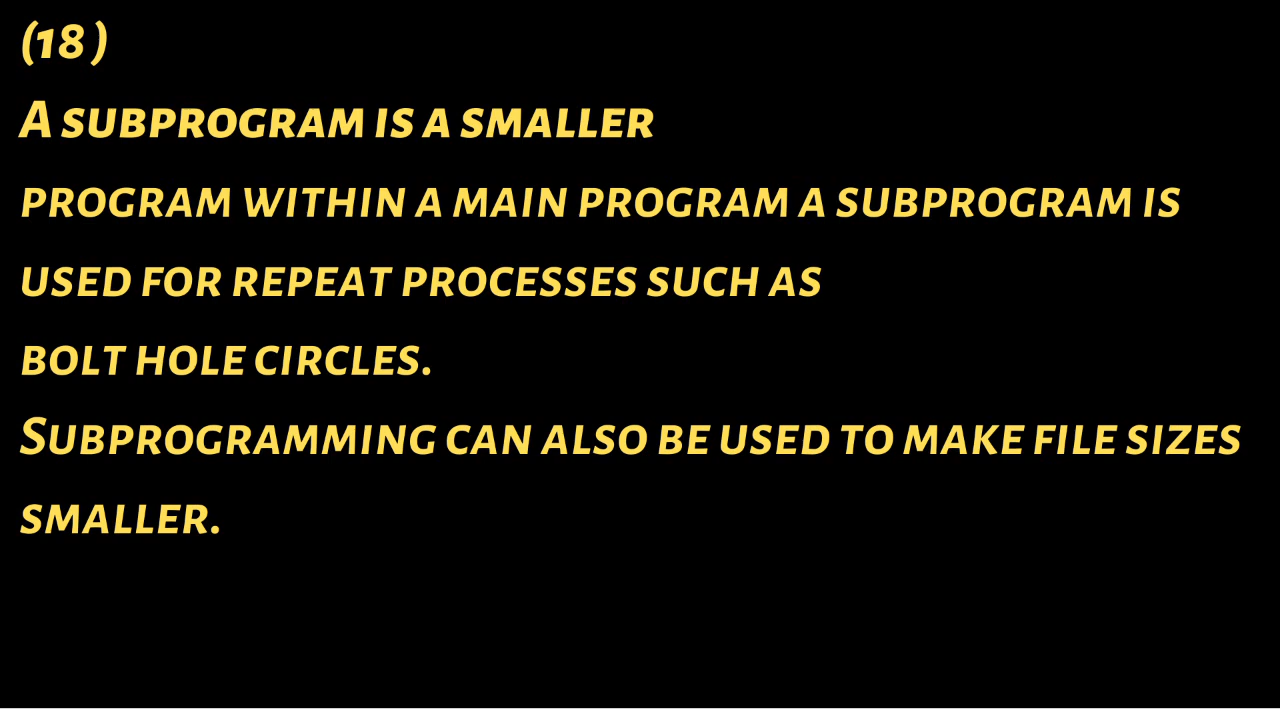 (18 )
A subprogram is a smaller
program within a main program a subprogram is
used for repeat processes such as
bolt hole circles.
Subprogramming can also be used to make file sizes
smaller.